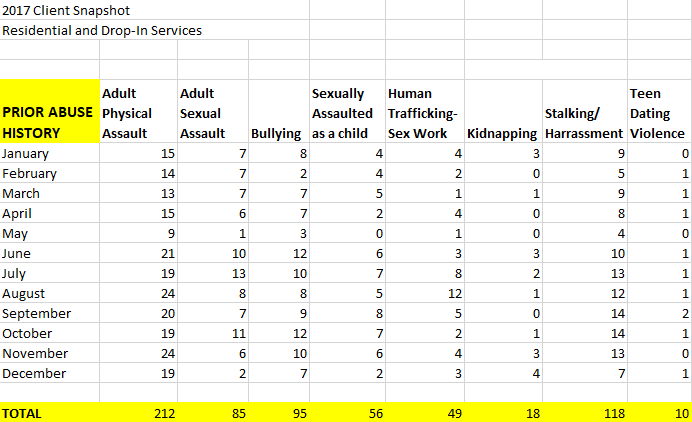 2017 Client Snapshot
Residential and Drop-In Services
PRIOR ABUSE HISTORY Adult Physical Assault Adult Sexual Assault Bullying Sexually Assaulted as a child Human Trafficking- Sex Work Kidnapping Stalking/ Harrassment Teen Dating Violence
January 15 7 8 4 4 3 9 0
February 14 7 2 4 2 0 5 1
March 13 7 7 5 1 1 9 1
April 15 6 7 2 4 0 8 1
May 9 1 3 0 1 0 4 0
June 21 10 12 6 3 3 10 1
July 19 13 10 7 8 2 13 1
August 24 8 8 5 12 1 12 1
September 20 7 9 8 5 0 14 2
October 19 11 12 7 2 1 14 1
November 24 6 10 6 4 3 13 0
December 19 2 7 2 3 4 7 1
TOTAL 212 85 95 56 49 18 118 10